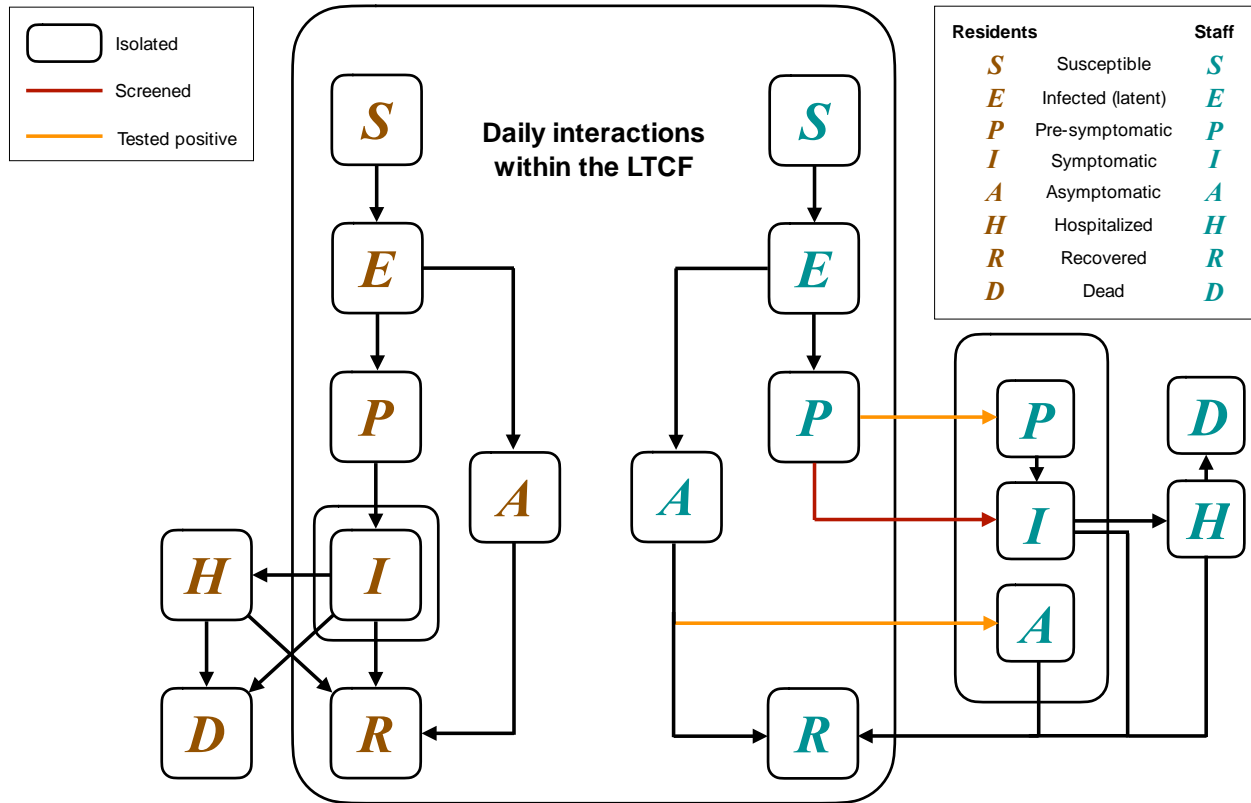 Isolated
Screened
Tested positive
Daily interactions
within the LTCF
Residents Staff
S Susceptible S
E Infected (latent) E
P Pre-symptomatic P
I Symptomatic I
A Asymptomatic A
H Hospitalized H
R Recovered R
D Dead D
S S
E E
P P P D
A A I H
H I A
D R R